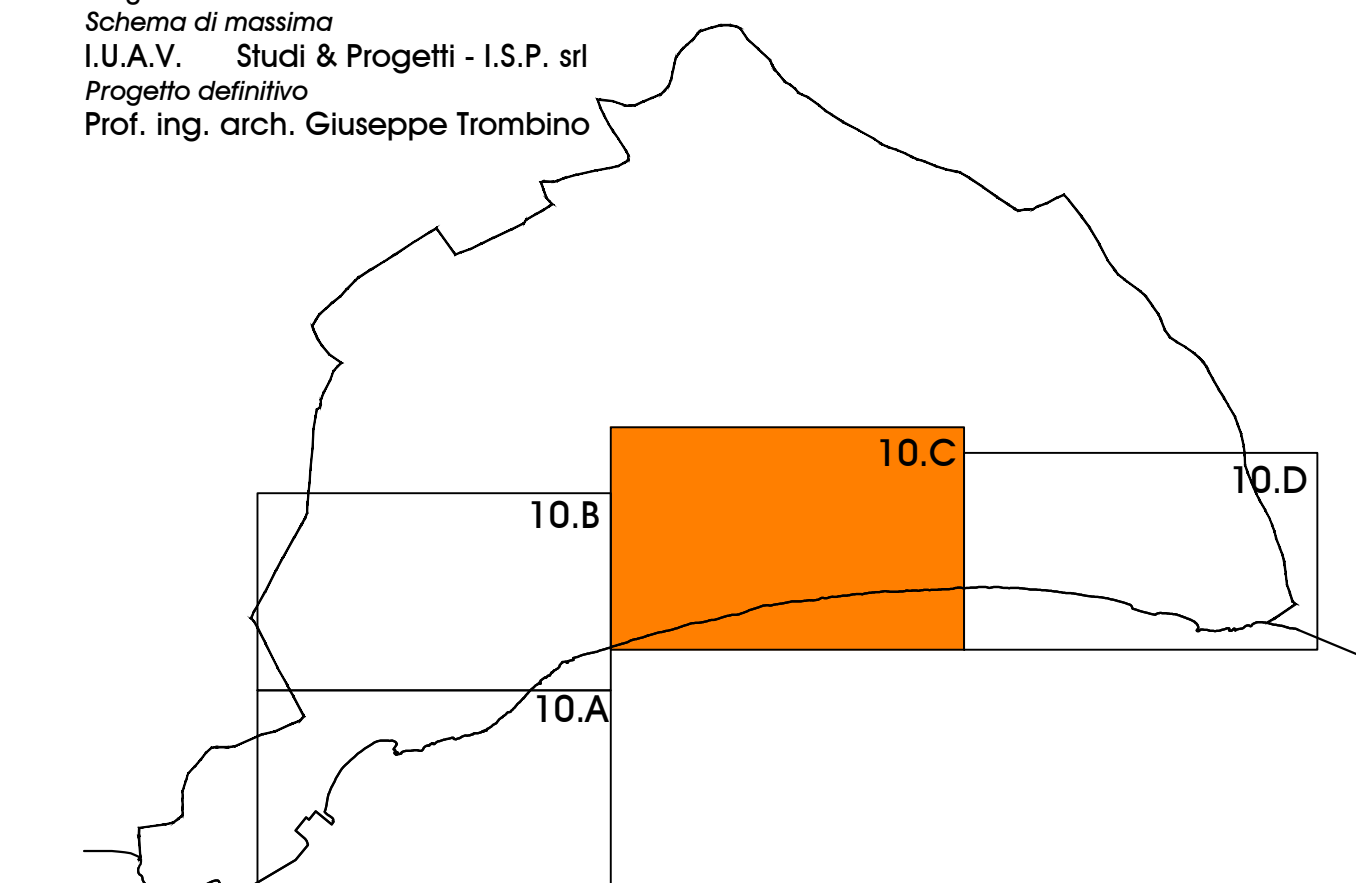 Schema di massima
I.U.A.V. Studi & Progetti - I.S.P. srl
Progetto definitivo
Prof. ing. arch. Giuseppe Trombino
10.C
10.D
10.B
10.A